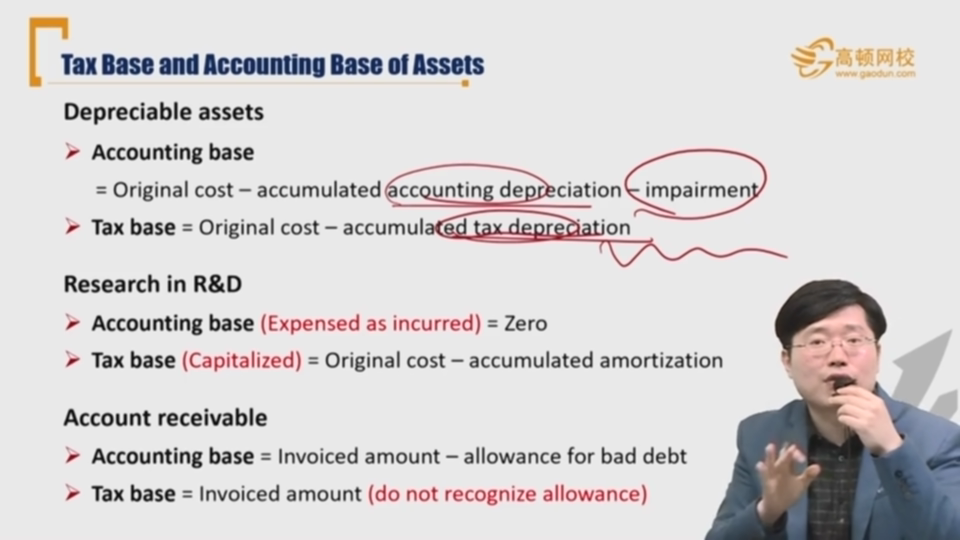 Tax Base and Accounting Base of Assets
高顿网校
www.gaodun.com
Depreciable assets
➢ Accounting base
= Original cost – accumulated accounting depreciation – impairment
➢ Tax base = Original cost – accumulated tax depreciation
Research in R&D
➢ Accounting base (Expensed as incurred) = Zero
➢ Tax base (Capitalized) = Original cost – accumulated amortization
Account receivable
➢ Accounting base = Invoiced amount – allowance for bad debt
➢ Tax base = Invoiced amount (do not recognize allowance)